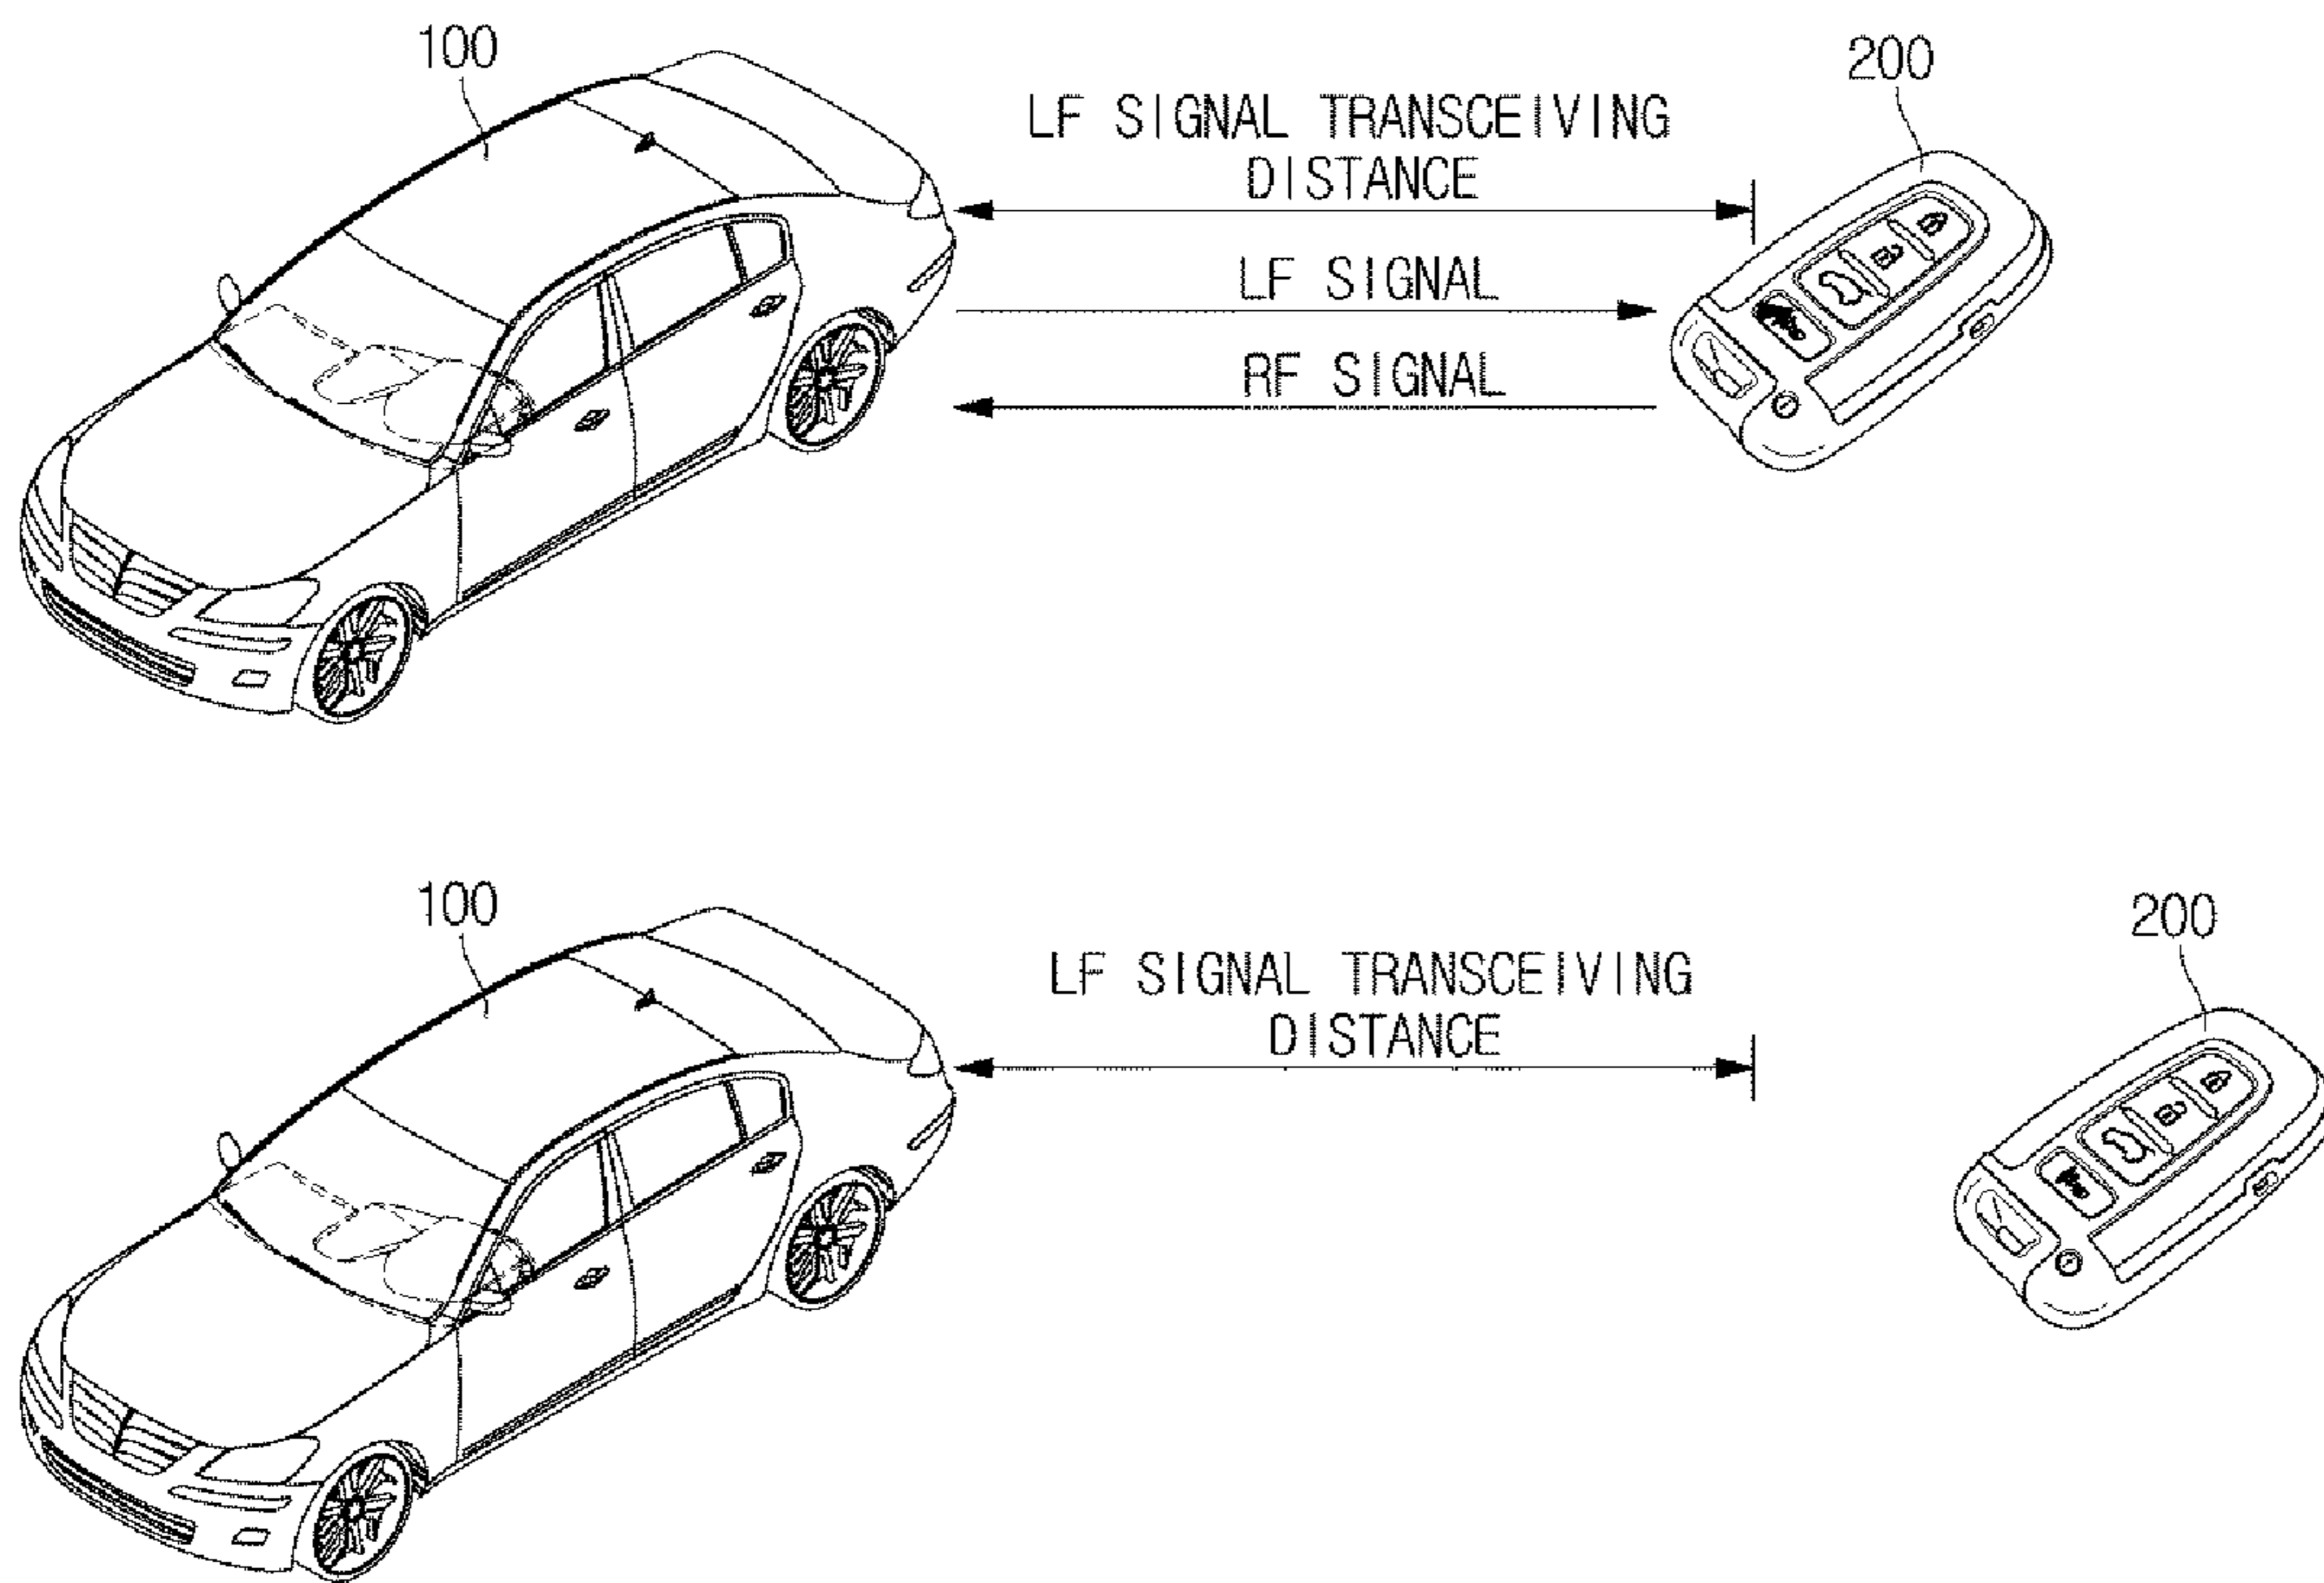 100
200
LF SIGNAL TRANSCEIVING
DISTANCE
LF SIGNAL
RF SIGNAL
100
200
LF SIGNAL TRANSCEIVING
DISTANCE